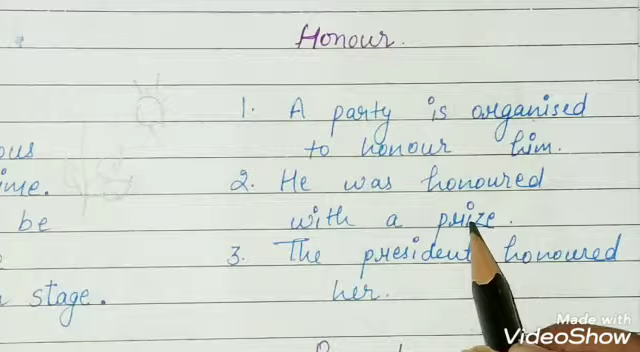 Honour.
1. A party is organised
to honour him.
ous
ime.
2. He was honoured
be
with a prize.
3. The president honoured
stage.
her.
Made with
VideoShow